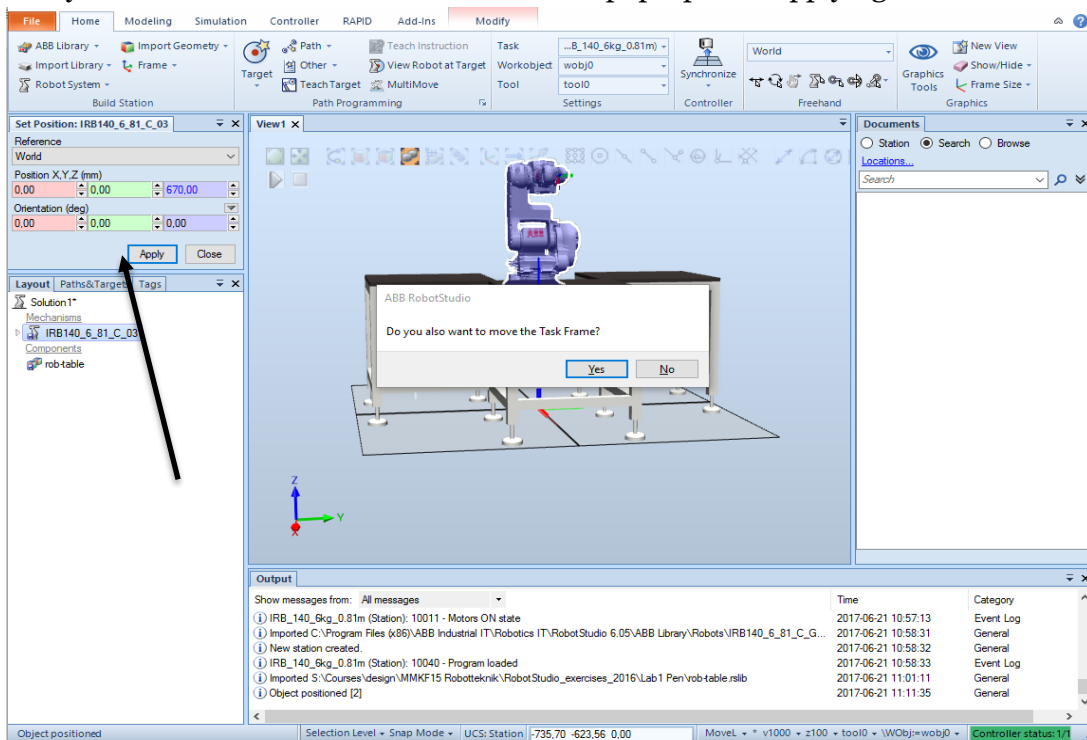 popup up on applying
File Home Modeling Simulation Controller RAPID Add-Ins Modify
ABB Library Import Geometry Path Teach Instruction Task ...B_140_6kg_0.81m) World New View
Import Library Frame Other View Robot at Target Workobject wobj0 Show/Hide
Robot System Target Teach Target MultiMove Tool tool0 Synchronize Graphics Tools Frame Size
Build Station Path Programming Settings Controller Freehand Graphics
Set Position: IRB140_6_81_C_03
Reference
World
Position X,Y,Z (mm)
0,00 0,00 670,00
Orientation (deg)
0,00 0,00 0,00
Apply Close
Layout Paths&Targets Tags
Solution1*
Mechanisms
IRB140_6_81_C_03
Components
rob-table
View1
ABB
ABB RobotStudio
Do you also want to move the Task Frame?
Yes No
Z
Y
X
Documents
Station Search Browse
Locations...
Search
Output
Show messages from: All messages Time Category
IRB_140_6kg_0.81m (Station): 10011 - Motors ON state 2017-06-21 10:57:13 Event Log
Imported C:\Program Files (x86)\ABB Industrial IT\Robotics IT\RobotStudio 6.05\ABB Library\Robots\IRB140_6_81_C_G... 2017-06-21 10:58:31 General
New station created. 2017-06-21 10:58:32 General
IRB_140_6kg_0.81m (Station): 10040 - Program loaded 2017-06-21 10:58:33 Event Log
Imported S:\Courses\design\MMKF15 Robotteknik\RobotStudio_exercises_2016\Lab1 Pen\rob-table.rslib 2017-06-21 11:01:11 General
Object positioned [2] 2017-06-21 11:11:35 General
Object positioned Selection Level Snap Mode UCS: Station -735,70 -623,56 0,00 MoveL * v1000 z100 tool0 \WObj:=wobj0 Controller status: 1/1